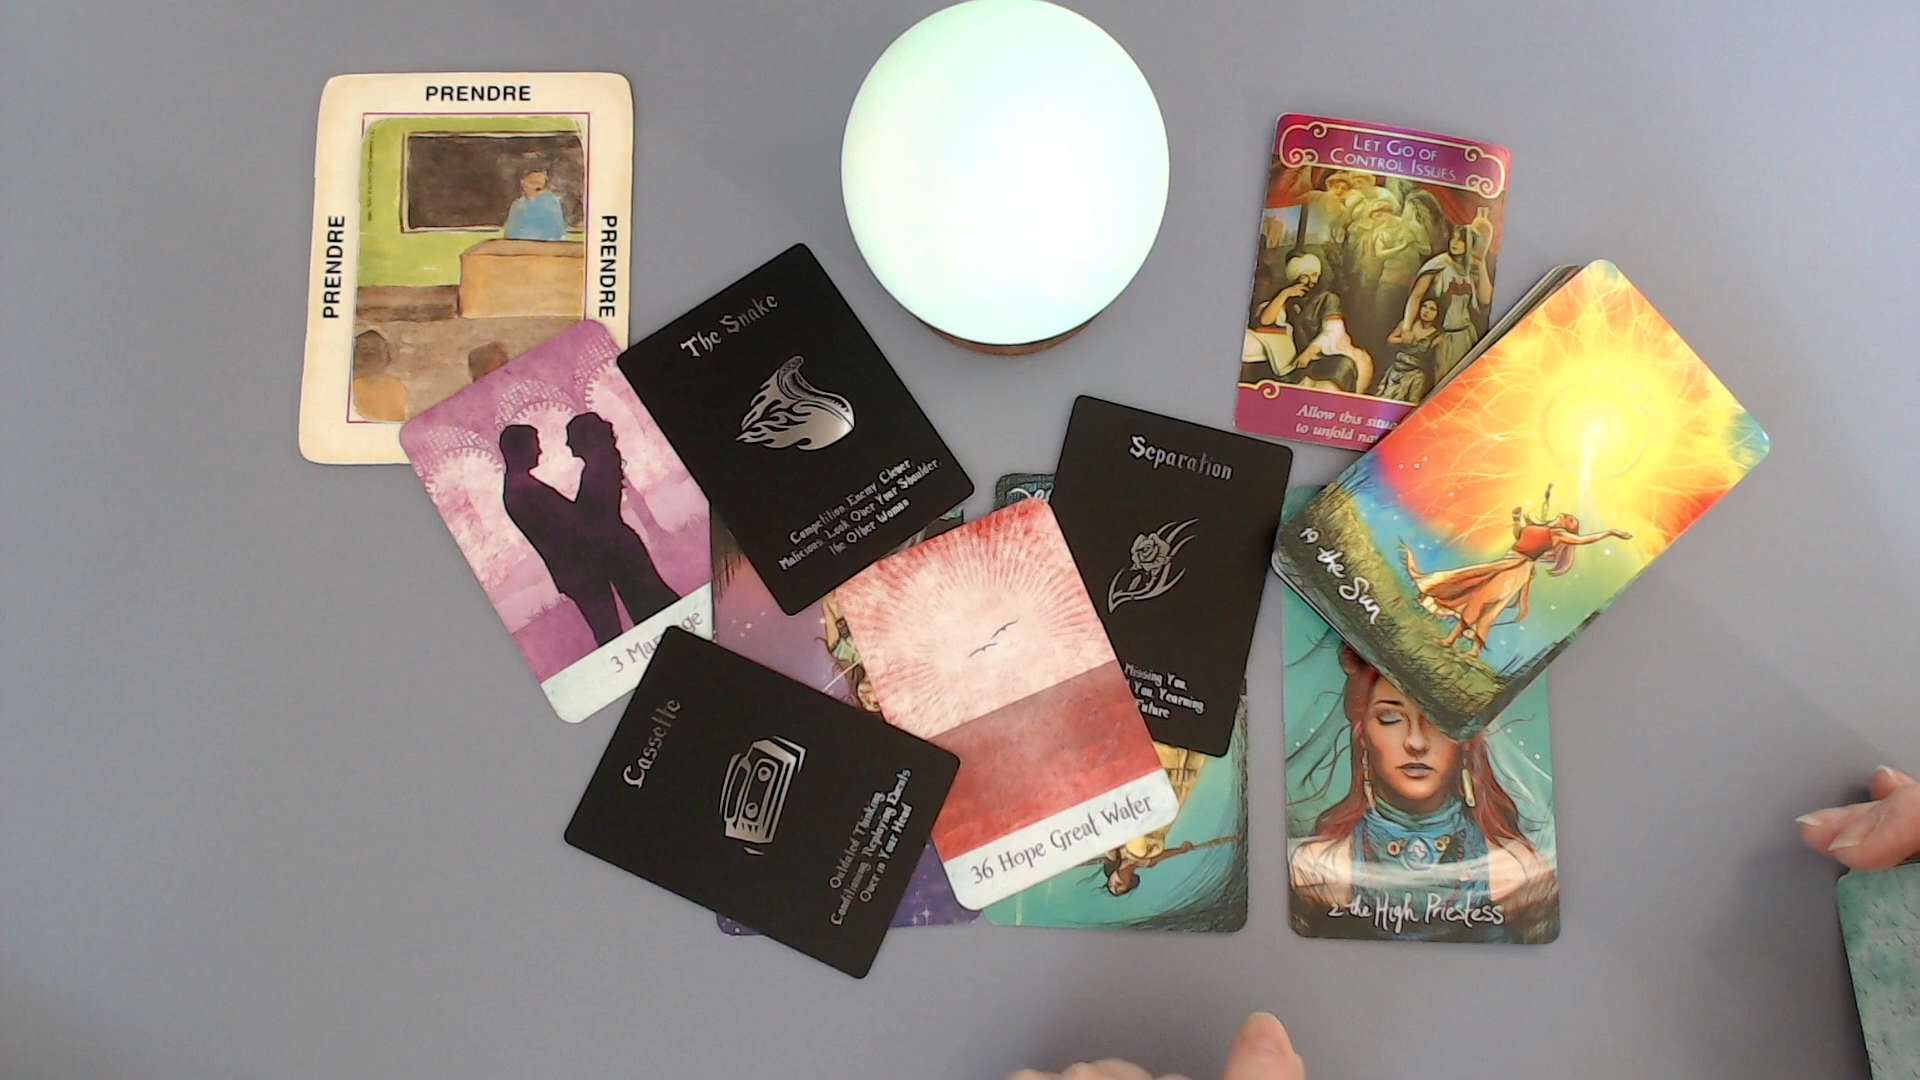 PRENDRE
PRENDRE
PRENDRE
The Snake
Competition Enemy Clever
Malicious Look Over Your Shoulder
the Other Woman
3 Marriage
Cassette
Outdated Thinking
Conditioning Replaying Events
Over in Your Head
36 Hope Great Water
Separation
Missing You
You Yearning
Future
LET GO OF
CONTROL ISSUES
Allow this
to unfold
19 the Sun
2 the High Priestess